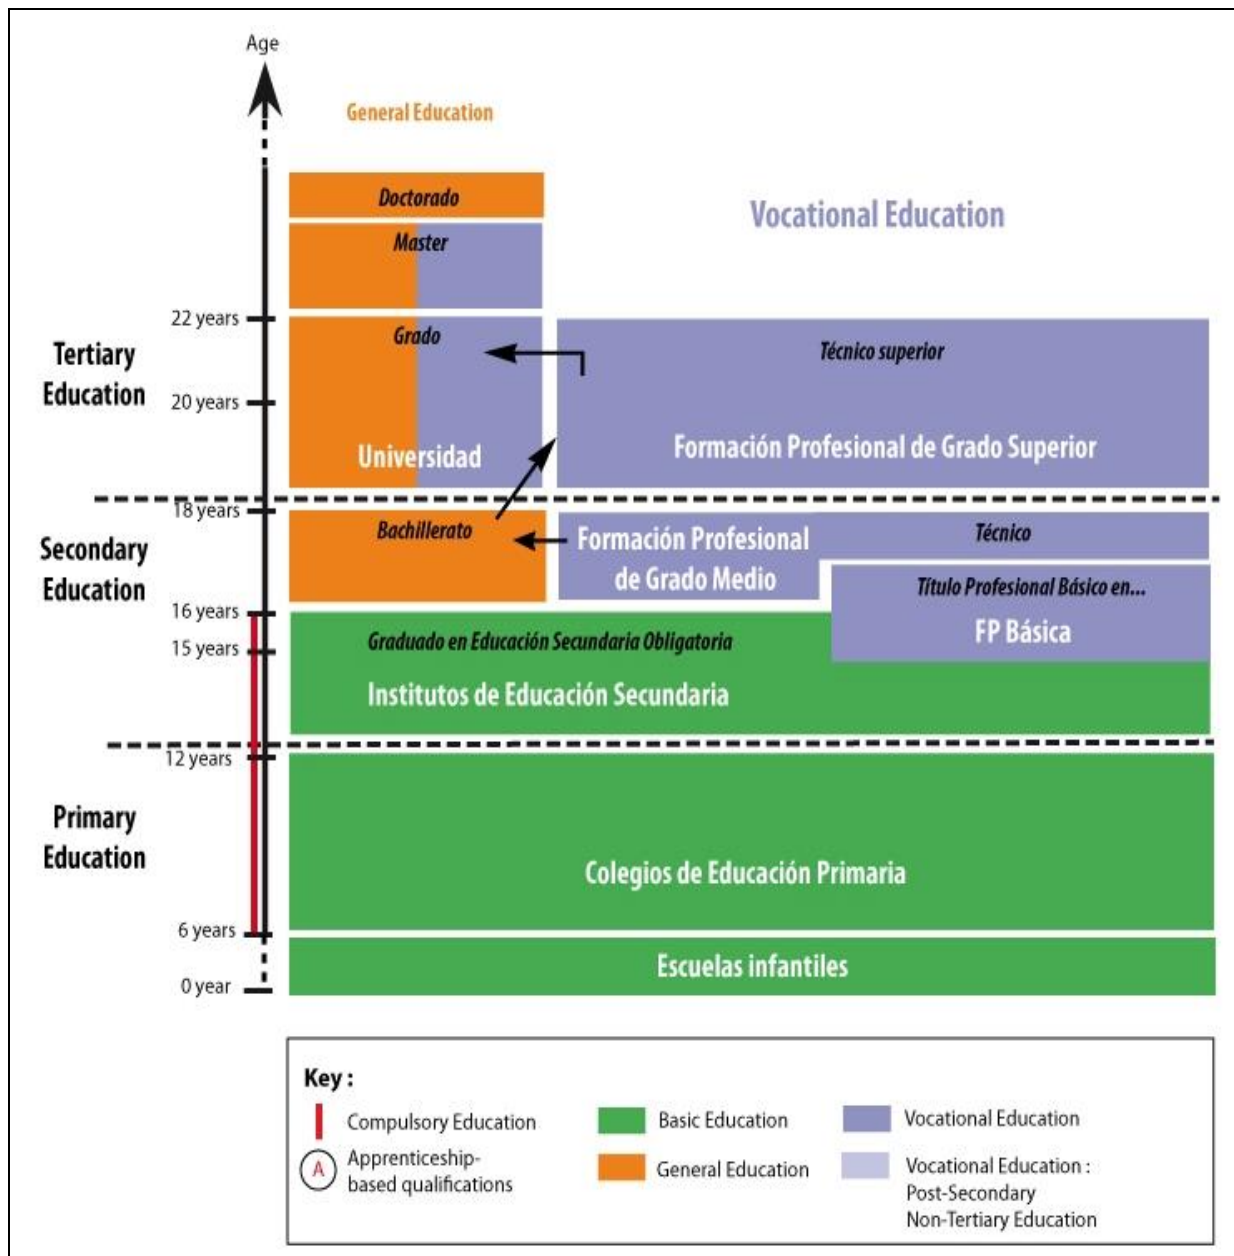 Age
General Education
Doctorado
Vocational Education
Master
22 years
Tertiary
Education
Grado
Técnico superior
20 years
Universidad
Formación Profesional de Grado Superior
18 years
Secondary
Education
Bachillerato
Formación Profesional
de Grado Medio
Técnico
Título Profesional Básico en...
FP Básica
16 years
15 years
Graduado en Educación Secundaria Obligatoria
Institutos de Educación Secundaria
12 years
Primary
Education
Colegios de Educación Primaria
6 years
Escuelas infantiles
0 year
Key :
Compulsory Education
A
Apprenticeship-
based qualifications
Basic Education
General Education
Vocational Education
Vocational Education :
Post-Secondary
Non-Tertiary Education